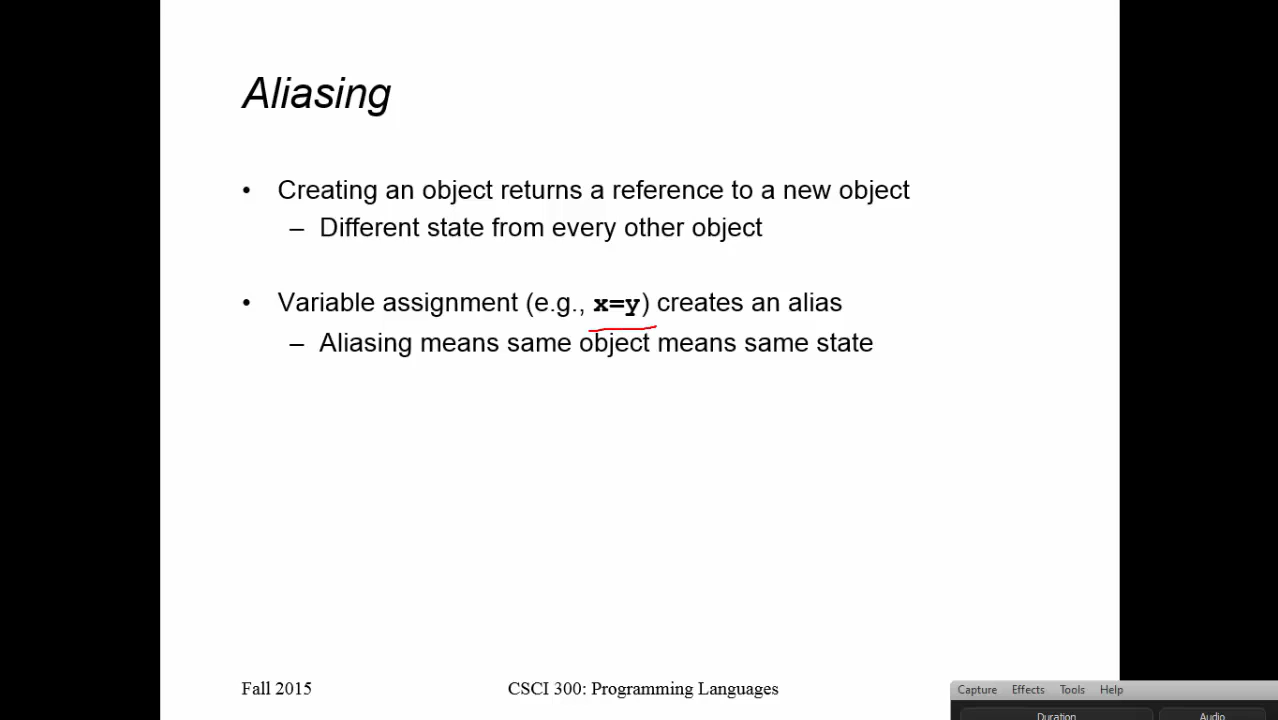 Aliasing
• Creating an object returns a reference to a new object
– Different state from every other object
• Variable assignment (e.g., x=y) creates an alias
– Aliasing means same object means same state
Fall 2015 CSCI 300: Programming Languages
Capture Effects Tools Help
Duration Audio